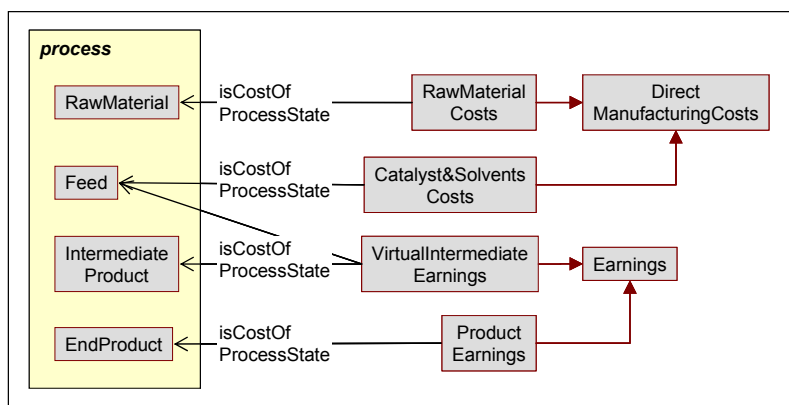 process
RawMaterial
isCostOf
ProcessState
RawMaterial
Costs
Direct
ManufacturingCosts
Feed
isCostOf
ProcessState
Catalyst&Solvents
Costs
Intermediate
Product
isCostOf
ProcessState
VirtualIntermediate
Earnings
Earnings
EndProduct
isCostOf
ProcessState
Product
Earnings